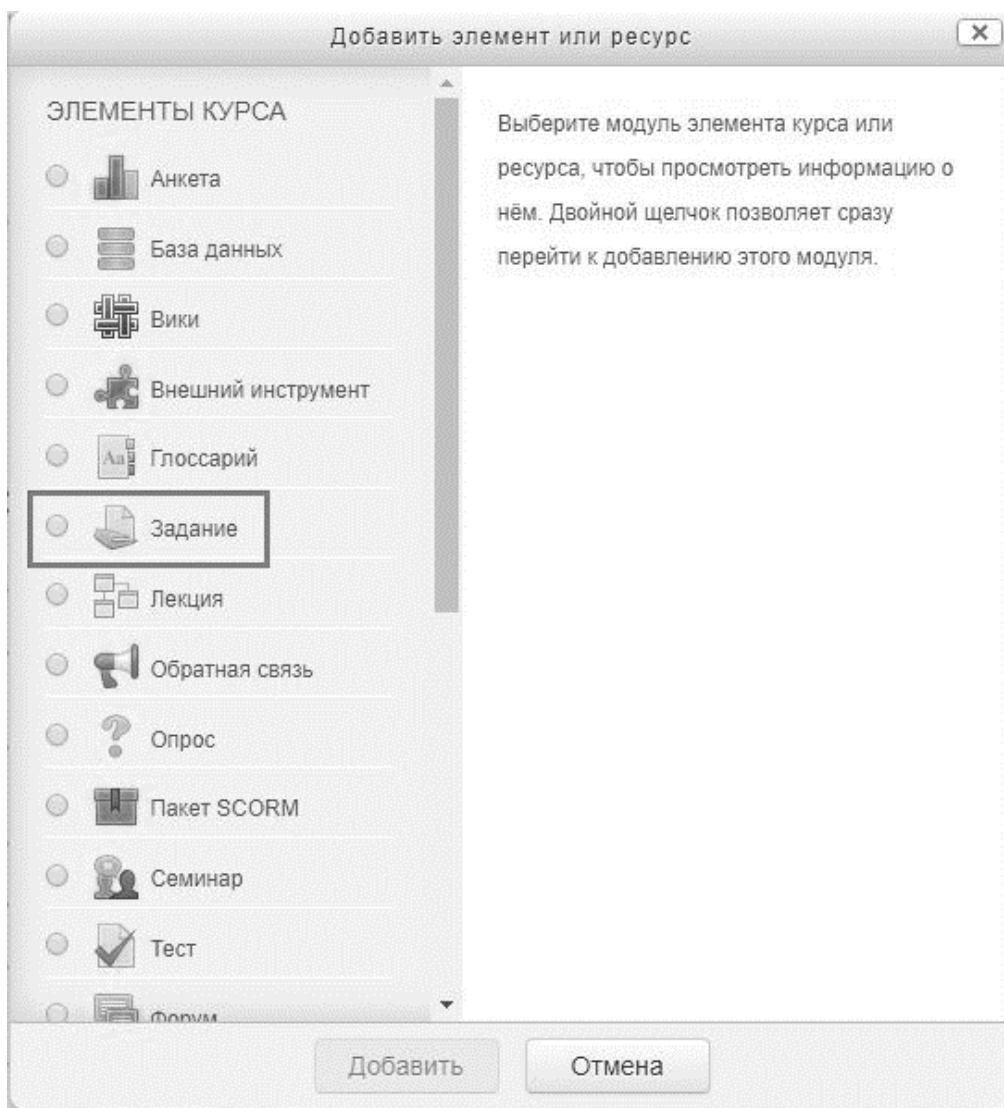 Добавить элемент или ресурс
ЭЛЕМЕНТЫ КУРСА
Анкета
База данных
Вики
Внешний инструмент
Глоссарий
Задание
Лекция
Обратная связь
Опрос
Пакет SCORM
Семинар
Тест
Форум
Выберите модуль элемента курса или
ресурса, чтобы просмотреть информацию о
нём. Двойной щелчок позволяет сразу
перейти к добавлению этого модуля.
Добавить
Отмена